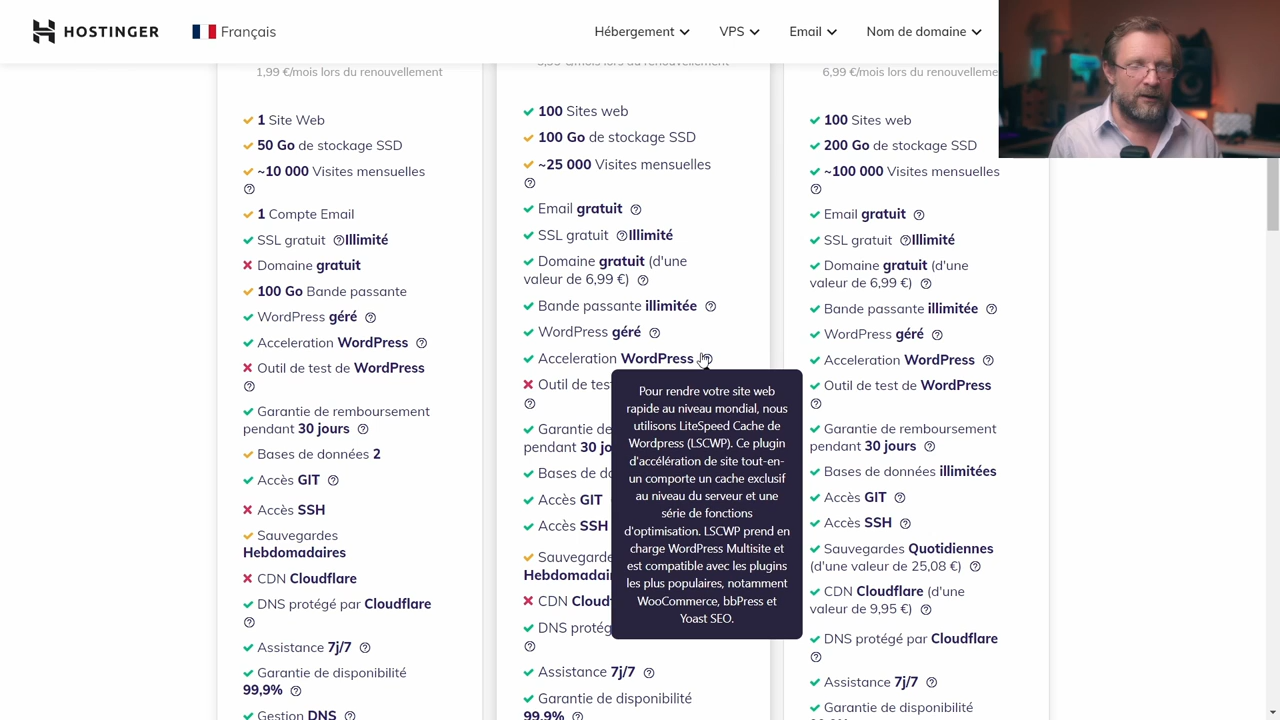 HOSTINGER
Français
Hébergement
VPS
Email
Nom de domaine
1,99 €/mois lors du renouvellement
1 Site Web
50 Go de stockage SSD
~10 000 Visites mensuelles
1 Compte Email
SSL gratuit Illimité
Domaine gratuit
100 Go Bande passante
WordPress géré
Acceleration WordPress
Outil de test de WordPress
Garantie de remboursement
pendant 30 jours
Bases de données 2
Accès GIT
Accès SSH
Sauvegardes
Hebdomadaires
CDN Cloudflare
DNS protégé par Cloudflare
Assistance 7j/7
Garantie de disponibilité
99,9%
Gestion DNS
€/mois lors du renouvellement
100 Sites web
100 Go de stockage SSD
~25 000 Visites mensuelles
Email gratuit
SSL gratuit Illimité
Domaine gratuit (d'une
valeur de 6,99 €)
Bande passante illimitée
WordPress géré
Acceleration WordPress
Outil de test
Garantie de
pendant 30 jo
Bases de do
Accès GIT
Accès SSH
Sauvegarde
Hebdomadair
CDN Cloud
DNS protég
Assistance 7j/7
Garantie de disponibilité
99,9%
Pour rendre votre site web
rapide au niveau mondial, nous
utilisons LiteSpeed Cache de
Wordpress (LSCWP). Ce plugin
d'accélération de site tout-en-
un comporte un cache exclusif
au niveau du serveur et une
série de fonctions
d'optimisation. LSCWP prend en
charge WordPress Multisite et
est compatible avec les plugins
les plus populaires, notamment
WooCommerce, bbPress et
Yoast SEO.
6,99 €/mois lors du renouvelleme
100 Sites web
200 Go de stockage SSD
~100 000 Visites mensuelles
Email gratuit
SSL gratuit Illimité
Domaine gratuit (d'une
valeur de 6,99 €)
Bande passante illimitée
WordPress géré
Acceleration WordPress
Outil de test de WordPress
Garantie de remboursement
pendant 30 jours
Bases de données illimitées
Accès GIT
Accès SSH
Sauvegardes Quotidiennes
(d'une valeur de 25,08 €)
CDN Cloudflare (d'une
valeur de 9,95 €)
DNS protégé par Cloudflare
Assistance 7j/7
Garantie de disponibilité